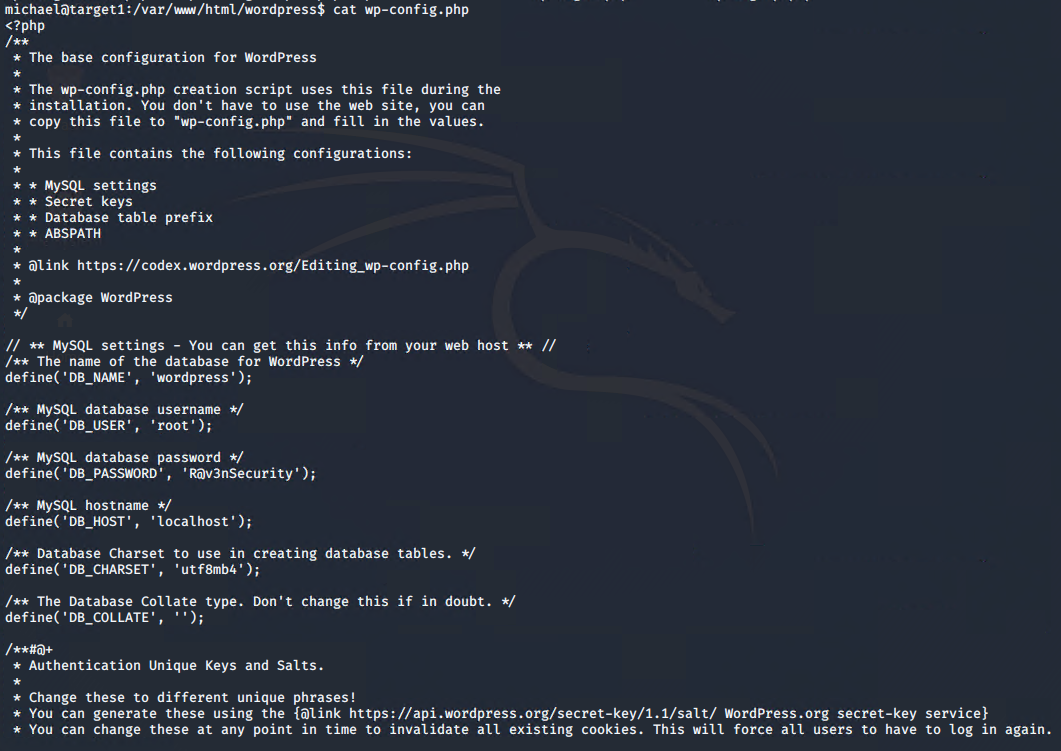 michael@target1:/var/www/html/wordpress$ cat wp-config.php
<?php
/**
 * The base configuration for WordPress
 *
 * The wp-config.php creation script uses this file during the
 * installation. You don't have to use the web site, you can
 * copy this file to "wp-config.php" and fill in the values.
 *
 * This file contains the following configurations:
 *
 * * MySQL settings
 * * Secret keys
 * * Database table prefix
 * * ABSPATH
 *
 * @link https://codex.wordpress.org/Editing_wp-config.php
 *
 * @package WordPress
 */

// ** MySQL settings - You can get this info from your web host ** //
/** The name of the database for WordPress */
define('DB_NAME', 'wordpress');

/** MySQL database username */
define('DB_USER', 'root');

/** MySQL database password */
define('DB_PASSWORD', 'R@v3nSecurity');

/** MySQL hostname */
define('DB_HOST', 'localhost');

/** Database Charset to use in creating database tables. */
define('DB_CHARSET', 'utf8mb4');

/** The Database Collate type. Don't change this if in doubt. */
define('DB_COLLATE', '');

/**#@+
 * Authentication Unique Keys and Salts.
 *
 * Change these to different unique phrases!
 * You can generate these using the {@link https://api.wordpress.org/secret-key/1.1/salt/ WordPress.org secret-key service}
 * You can change these at any point in time to invalidate all existing cookies. This will force all users to have to log in again.